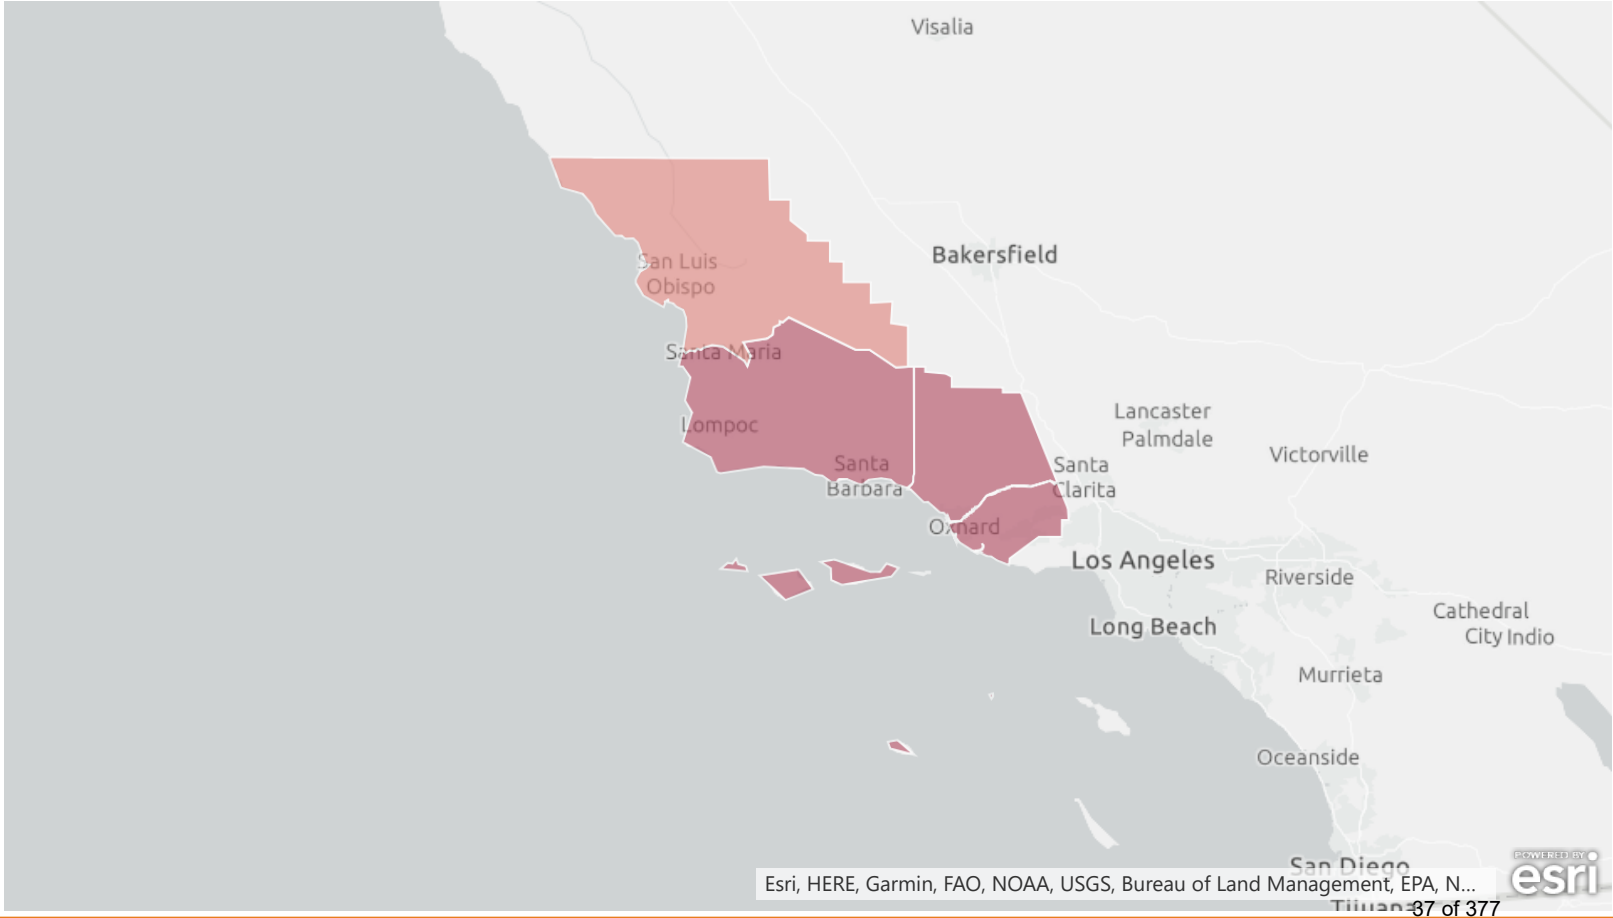 Visalia
Bakersfield
San Luis
Obispo
Santa Maria
Lompoc
Lancaster
Palmdale
Victorville
Santa
Barbara
Santa
Clarita
Oxnard
Los Angeles
Riverside
Long Beach
Cathedral
City Indio
Murrieta
Oceanside
San Diego
Tijuana
Esri, HERE, Garmin, FAO, NOAA, USGS, Bureau of Land Management, EPA, N...
POWERED BY
esri
37 of 377